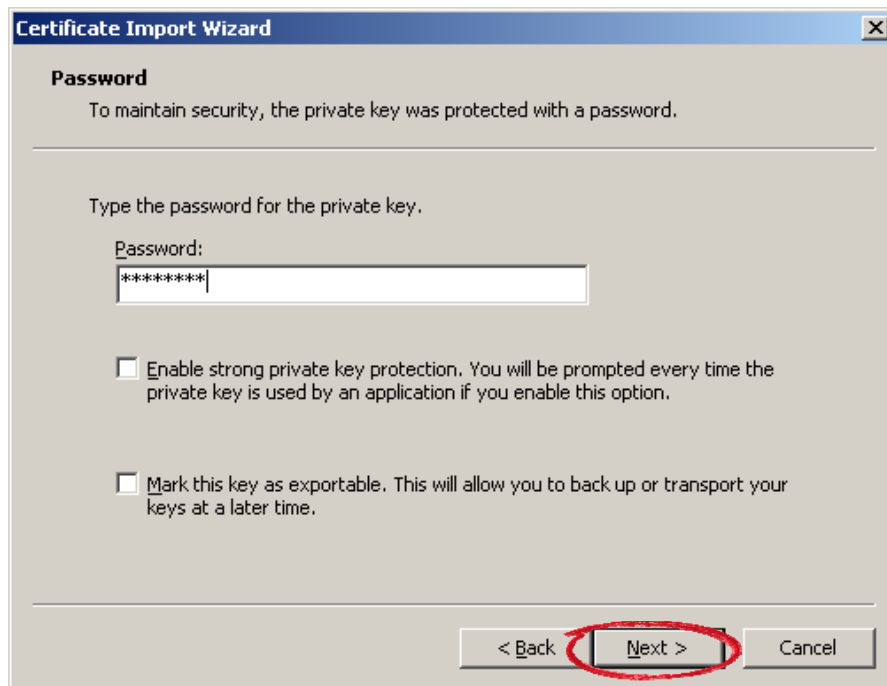 Certificate Import Wizard
Password
To maintain security, the private key was protected with a password.
Type the password for the private key.
Password:
********
Enable strong private key protection. You will be prompted every time the
private key is used by an application if you enable this option.
Mark this key as exportable. This will allow you to back up or transport your
keys at a later time.
< Back Next > Cancel